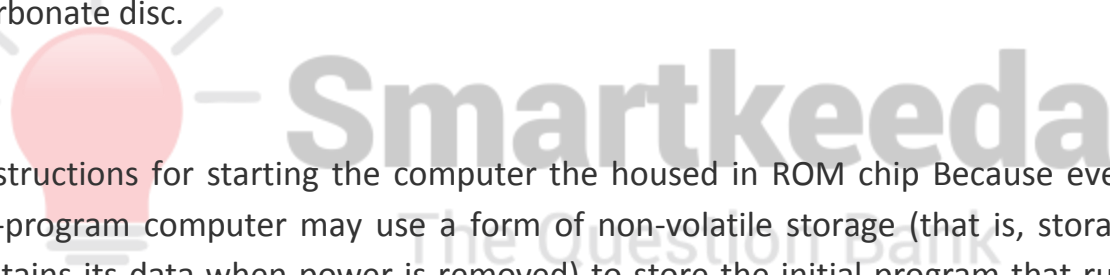 rbonate disc.
Smartkeeda
structions for starting the computer the housed in ROM chip Because eve
-program computer may use a form of non-volatile storage (that is, stora
The Question Bank
tains its data when power is removed) to store the initial program that ru